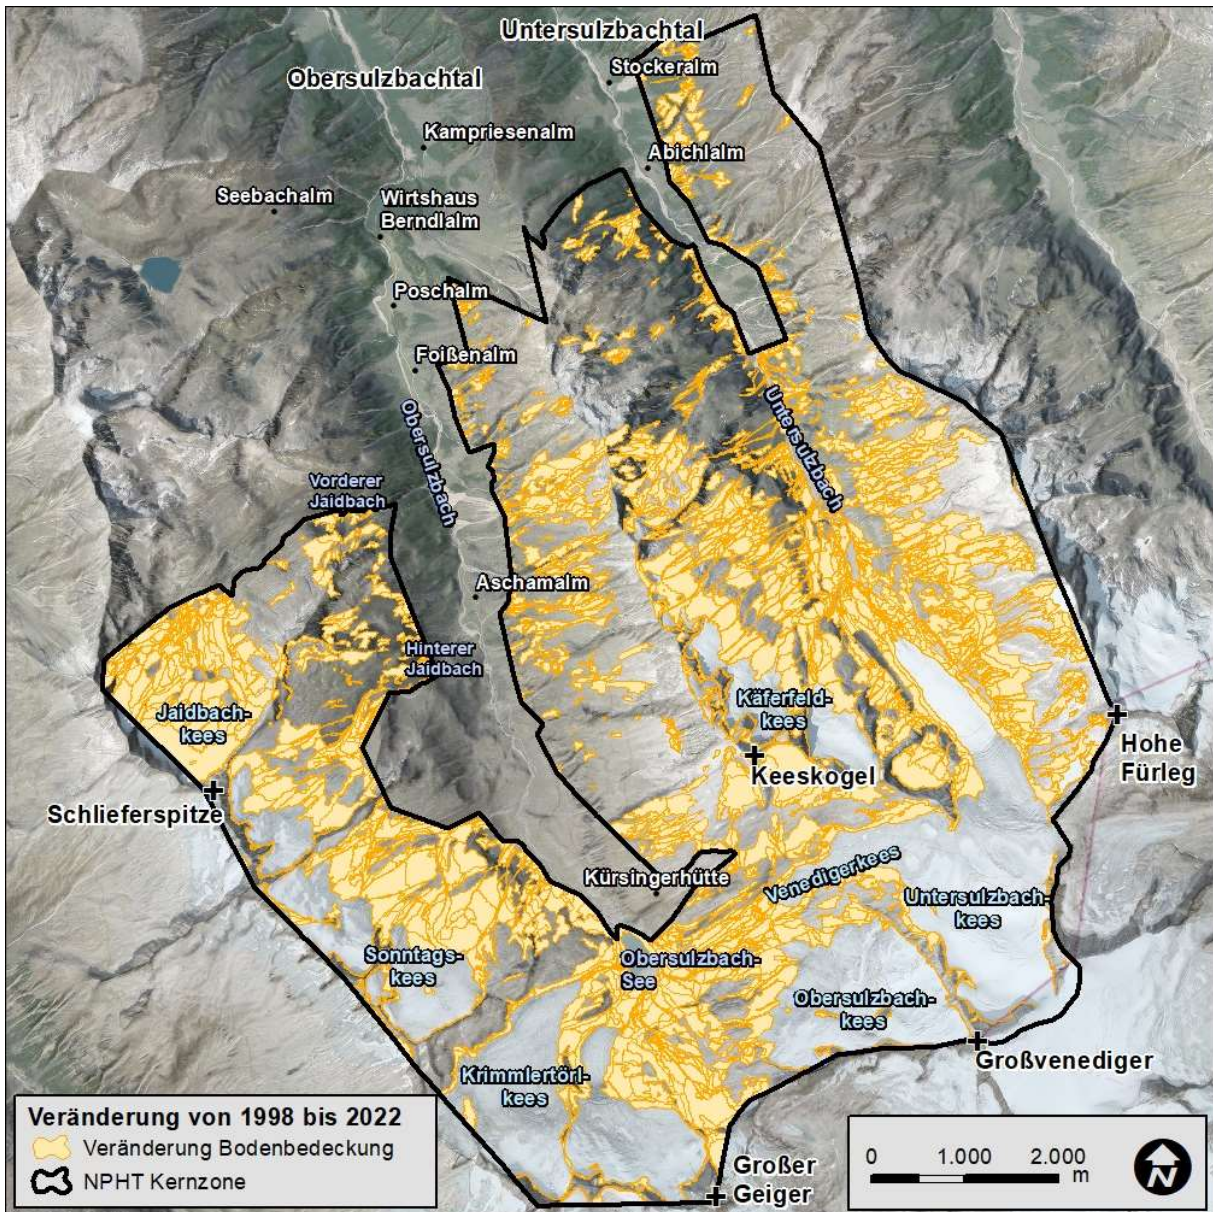 Untersulzbachtal
Stockeralm
Obersulzbachtal
Kampriesenalm
Abichlalm
Seebachalm
Wirtshaus
Berndlalm
Poschalm
Foißenalm
Obersulzbach
Untersulzbach
Vorderer
Jaidbach
Aschamalm
Hinterer
Jaidbach
Jaidbach-
kees
Käferfeld-
kees
Keeskogel
Hohe
Fürleg
Schlieferspitze
Kürsingerhütte
Venedigerkees
Untersulzbach-
kees
Sonntags-
kees
Obersulzbach-
See
Obersulzbach-
kees
Großvenediger
Krimmlertörl-
kees
Großer
Geiger
Veränderung von 1998 bis 2022
Veränderung Bodenbedeckung
NPHT Kernzone
0 1.000 2.000
m
N